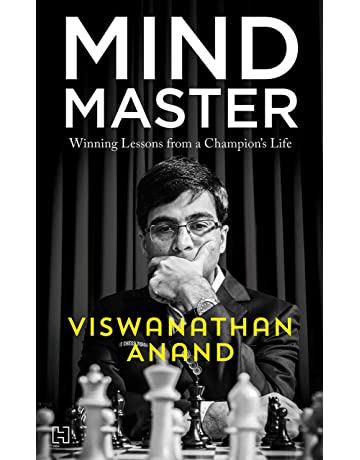 MIND
MASTER
Winning Lessons from a Champion's Life
VISWANATHAN
ANAND